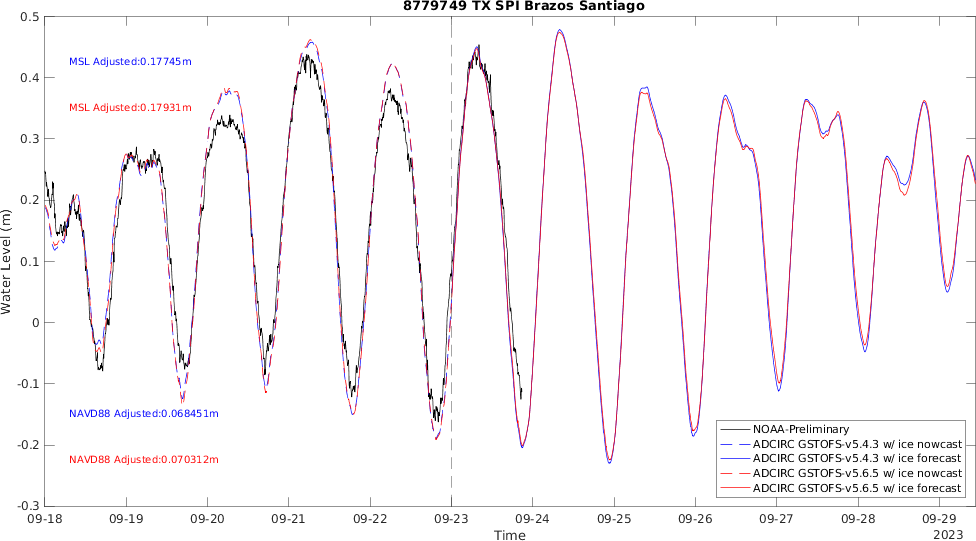 8779749 TX SPI Brazos Santiago
0.5
0.4
0.3
0.2
0.1
0
-0.1
-0.2
-0.3
Water Level (m)
MSL Adjusted:0.17745m
MSL Adjusted:0.17931m
NAVD88 Adjusted:0.068451m
NAVD88 Adjusted:0.070312m
NOAA-Preliminary
ADCIRC GSTOFS-v5.4.3 w/ ice nowcast
ADCIRC GSTOFS-v5.4.3 w/ ice forecast
ADCIRC GSTOFS-v5.6.5 w/ ice nowcast
ADCIRC GSTOFS-v5.6.5 w/ ice forecast
09-18 09-19 09-20 09-21 09-22 09-23 09-24 09-25 09-26 09-27 09-28 09-29
Time
2023